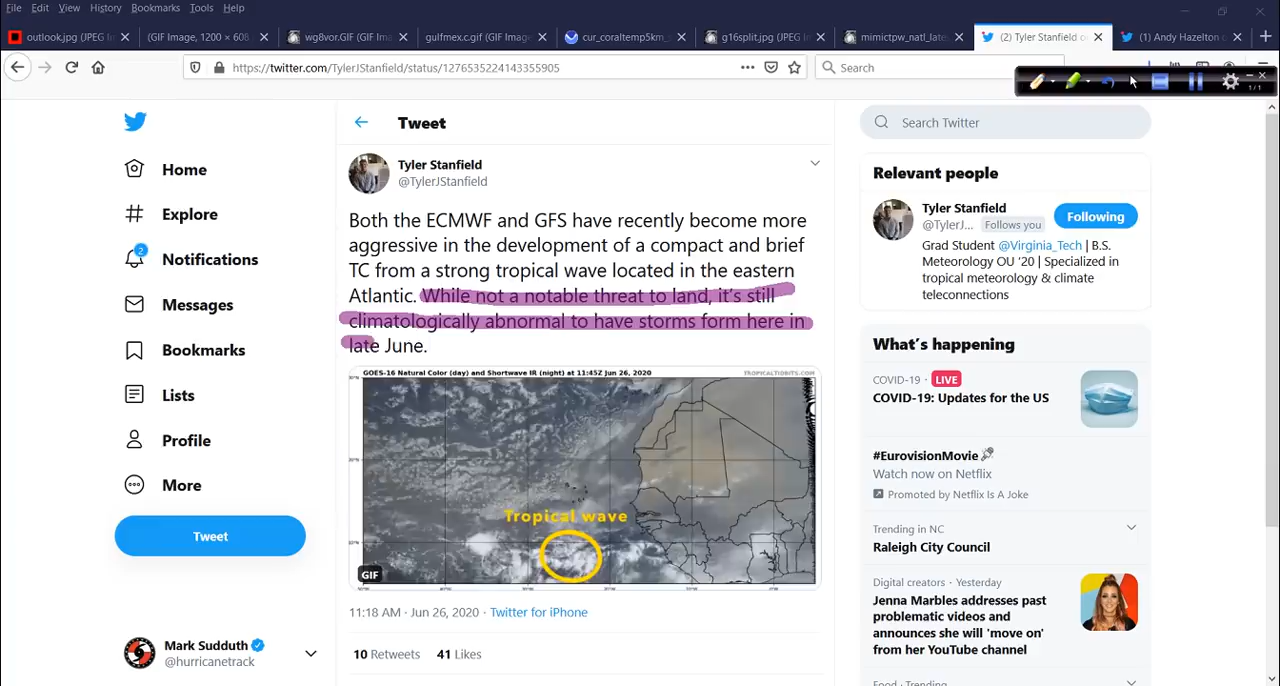 File Edit View History Bookmarks Tools Help
outlook.jpg (JPEG Im
(GIF Image, 1200 × 608
wg8vor.GIF (GIF Ima
gulfmex.c.gif (GIF Image
cur_coraltemp5km_
g16split.jpg (JPEG I
mimictpw_natl_late
(2) Tyler Stanfield o
(1) Andy Hazelton o
https://twitter.com/TylerJStanfield/status/1276535224143355905
Search
1/1
Home
Explore
2
Notifications
Messages
Bookmarks
Lists
Profile
More
Tweet
Mark Sudduth
@hurricanetrack
Tweet
Tyler Stanfield
@TylerJStanfield
Both the ECMWF and GFS have recently become more
aggressive in the development of a compact and brief
TC from a strong tropical wave located in the eastern
Atlantic. While not a notable threat to land, it's still
climatologically abnormal to have storms form here in
late June.
GOES-16 Natural Color (day) and Shortwave IR (night) at 11:45Z Jun 26, 2020 TROPICALTIDBITS.COM
Tropical wave
GIF
11:18 AM · Jun 26, 2020 · Twitter for iPhone
10 Retweets 41 Likes
Search Twitter
Relevant people
Tyler Stanfield
@TylerJ... Follows you
Following
Grad Student @Virginia_Tech | B.S.
Meteorology OU '20 | Specialized in
tropical meteorology & climate
teleconnections
What's happening
COVID-19 · LIVE
COVID-19: Updates for the US
#EurovisionMovie
Watch now on Netflix
Promoted by Netflix Is A Joke
Trending in NC
Raleigh City Council
Digital creators · Yesterday
Jenna Marbles addresses past
problematic videos and
announces she will 'move on'
from her YouTube channel
Food · Trending